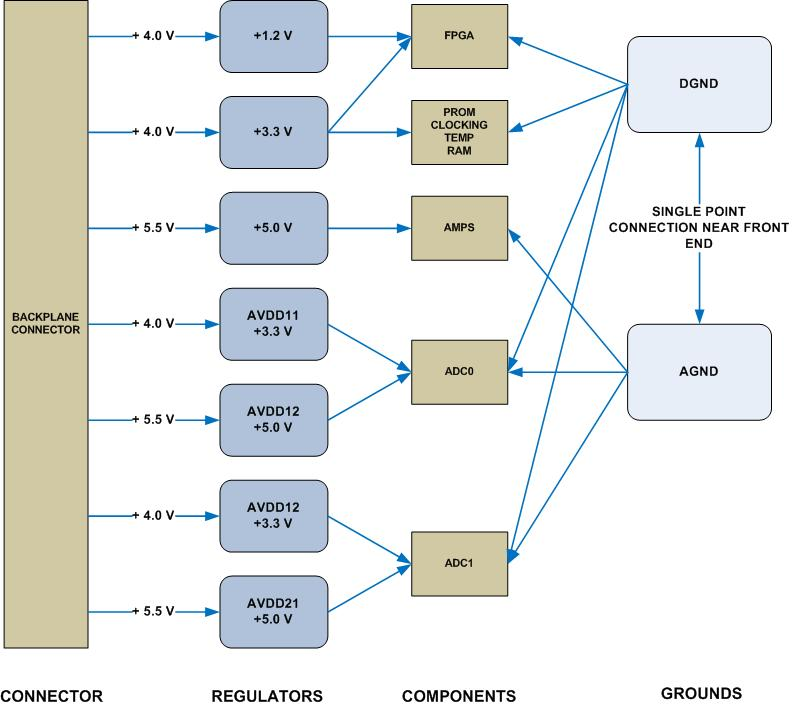 + 4.0 V
+1.2 V
FPGA
DGND
+ 4.0 V
+3.3 V
PROM
CLOCKING
TEMP
RAM
+ 5.5 V
+5.0 V
AMPS
SINGLE POINT
CONNECTION NEAR FRONT
END
BACKPLANE
CONNECTOR
+ 4.0 V
AVDD11
+3.3 V
ADC0
AGND
+ 5.5 V
AVDD12
+5.0 V
+ 4.0 V
AVDD12
+3.3 V
ADC1
+ 5.5 V
AVDD21
+5.0 V
CONNECTOR
REGULATORS
COMPONENTS
GROUNDS